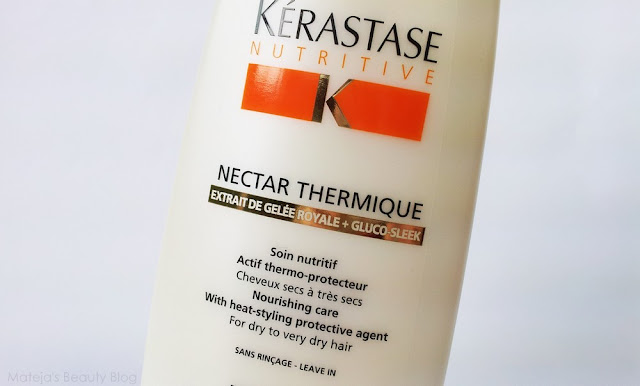 KÉRASTASE
NUTRITIVE
K
NECTAR THERMIQUE
EXTRAIT DE GELÉE ROYALE + GLUCO-SLEEK
Soin nutritif
Actif thermo-protecteur
Cheveux secs à très secs
Nourishing care
With heat-styling protective agent
For dry to very dry hair
SANS RINÇAGE - LEAVE IN
Mateja's Beauty Blog